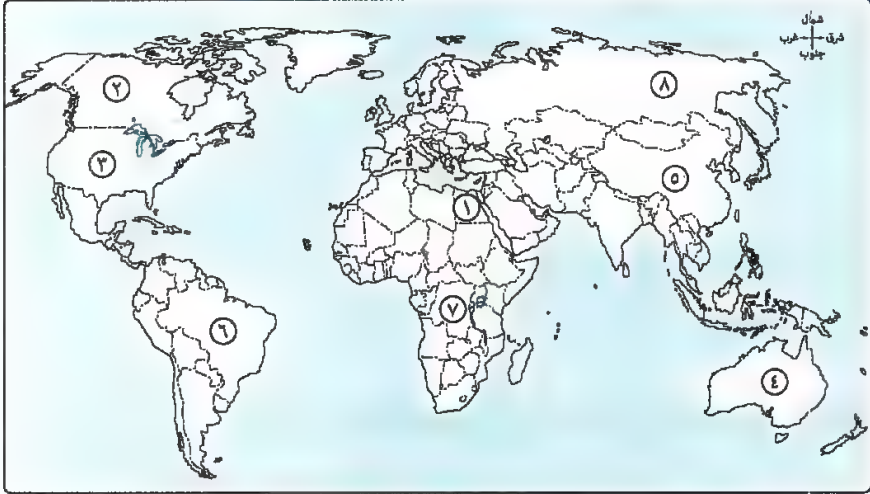 شمال
غرب
شرق
جنوب
٢
٨
٣
٥
١
٧
٦
٤